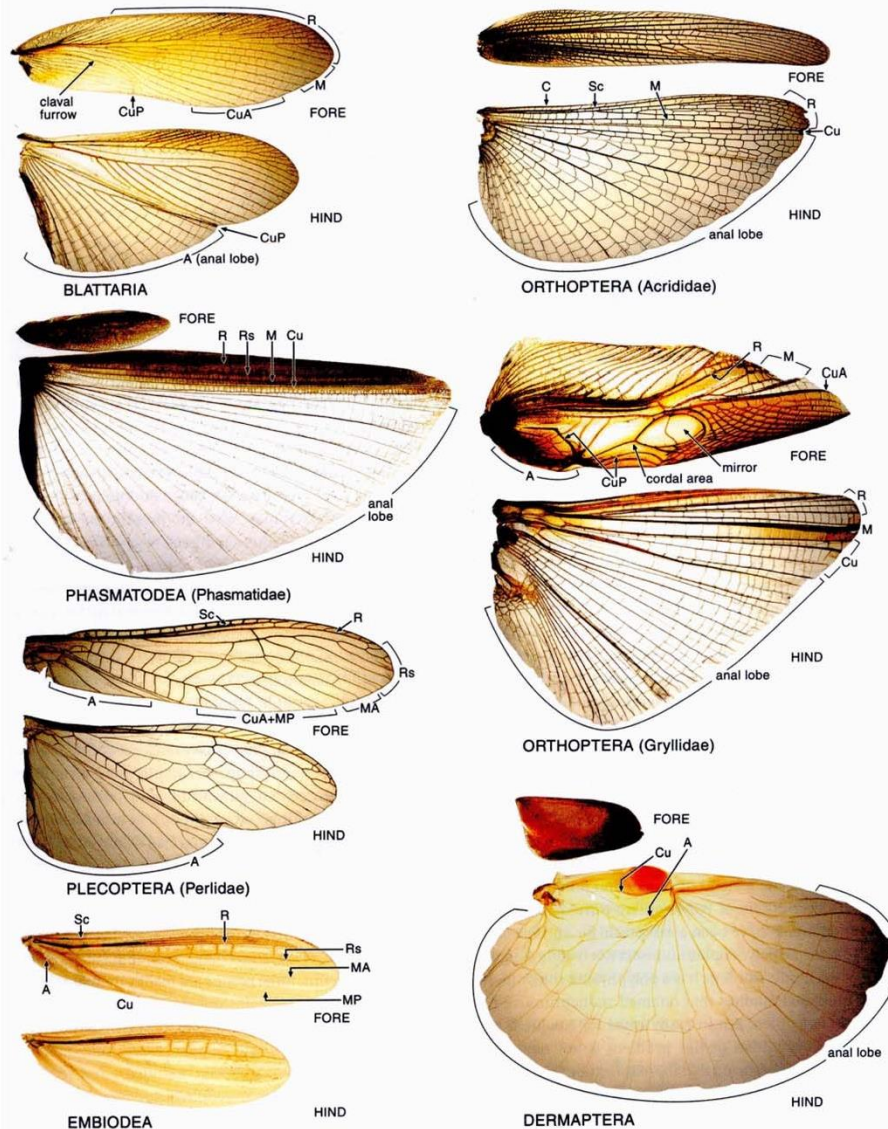 R
M
claval
furrow
CuP
CuA
FORE
CuP
HIND
A (anal lobe)
BLATTARIA
FORE
C
Sc
M
R
Cu
HIND
anal lobe
ORTHOPTERA (Acrididae)
FORE
R
Rs
M
Cu
anal
lobe
HIND
PHASMATODEA (Phasmatidae)
R
M
CuA
FORE
A
CuP
cordal area
mirror
R
M
Cu
HIND
anal lobe
ORTHOPTERA (Gryllidae)
Sc
R
Rs
A
CuA+MP
MA
FORE
HIND
A
PLECOPTERA (Perlidae)
Sc
R
Rs
MA
A
Cu
MP
FORE
HIND
EMBIODEA
FORE
Cu
A
anal lobe
HIND
DERMAPTERA